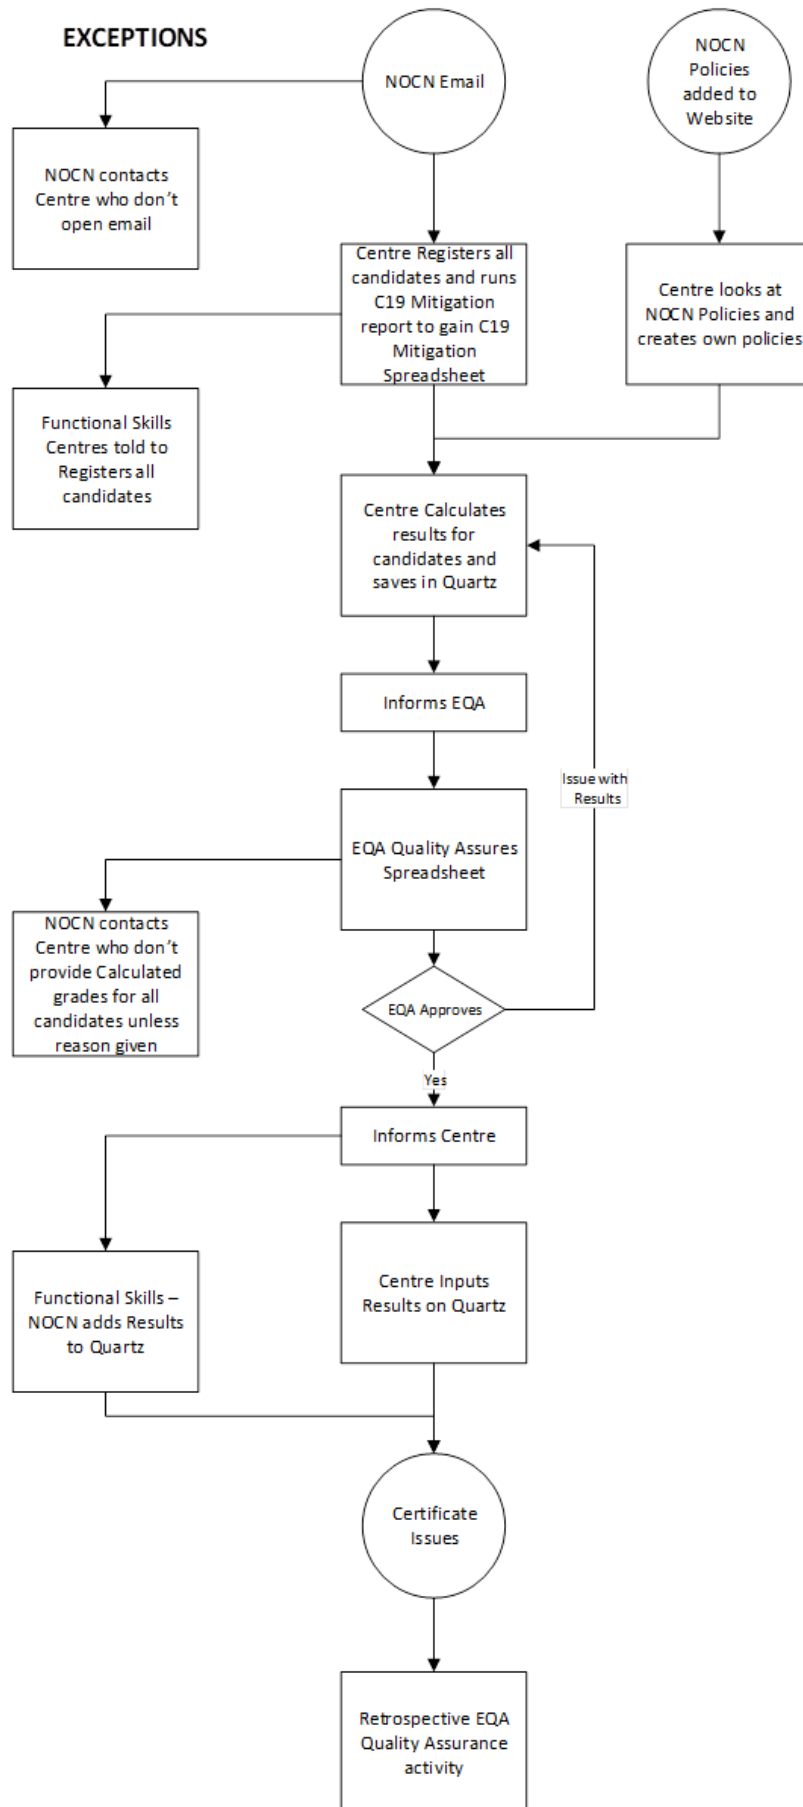 EXCEPTIONS
NOCN Email
NOCN
Policies
added to
Website
NOCN contacts
Centre who don't
open email
Centre Registers all
candidates and runs
C19 Mitigation
report to gain C19
Mitigation
Spreadsheet
Centre looks at
NOCN Policies and
creates own policies
Functional Skills
Centres told to
Registers all
candidates
Centre Calculates
results for
candidates and
saves in Quartz
Informs EQA
Issue with
Results
EQA Quality Assures
Spreadsheet
NOCN contacts
Centre who don't
provide Calculated
grades for all
candidates unless
reason given
EQA Approves
Yes
Informs Centre
Functional Skills –
NOCN adds Results
to Quartz
Centre Inputs
Results on Quartz
Certificate
Issues
Retrospective EQA
Quality Assurance
activity